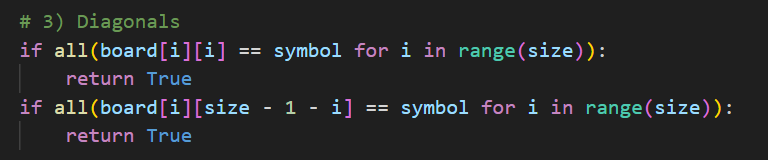 # 3) Diagonals
if all(board[i][i] == symbol for i in range(size)):
    return True
if all(board[i][size - 1 - i] == symbol for i in range(size)):
    return True